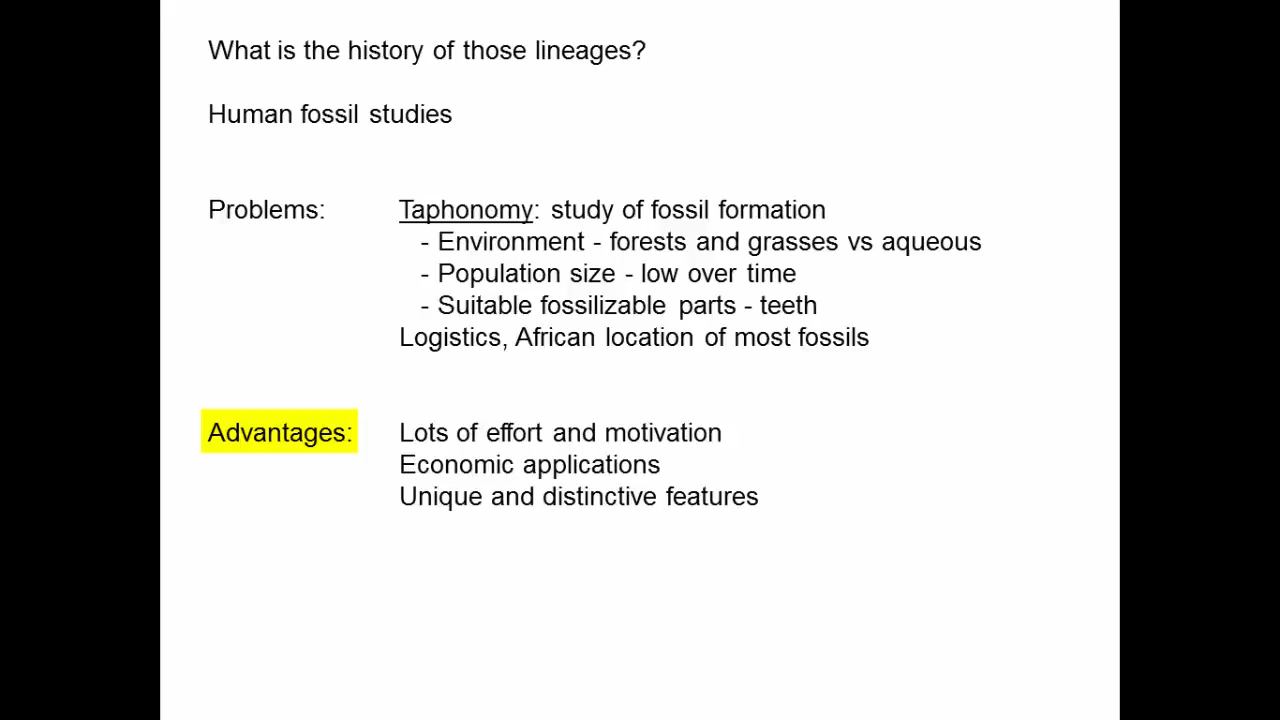 What is the history of those lineages?
Human fossil studies
Problems: Taphonomy: study of fossil formation
- Environment - forests and grasses vs aqueous
- Population size - low over time
- Suitable fossilizable parts - teeth
Logistics, African location of most fossils
Advantages: Lots of effort and motivation
Economic applications
Unique and distinctive features